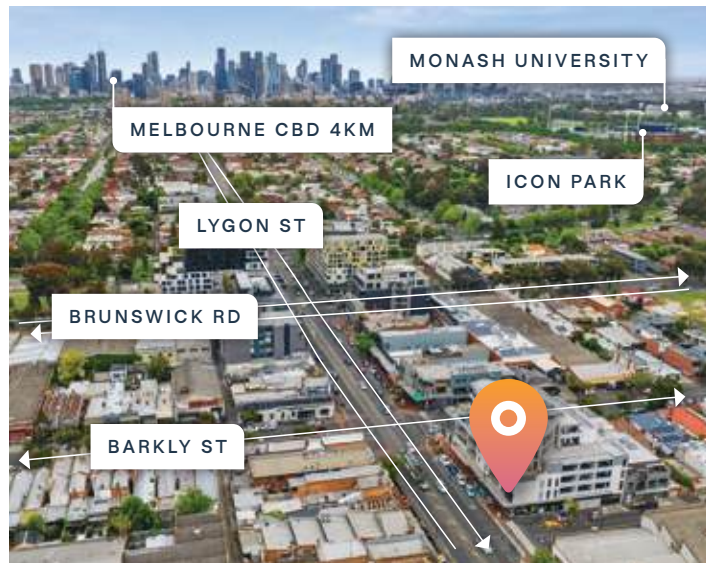 MONASH UNIVERSITY
MELBOURNE CBD 4KM
ICON PARK
LYGON ST
BRUNSWICK RD
BARKLY ST